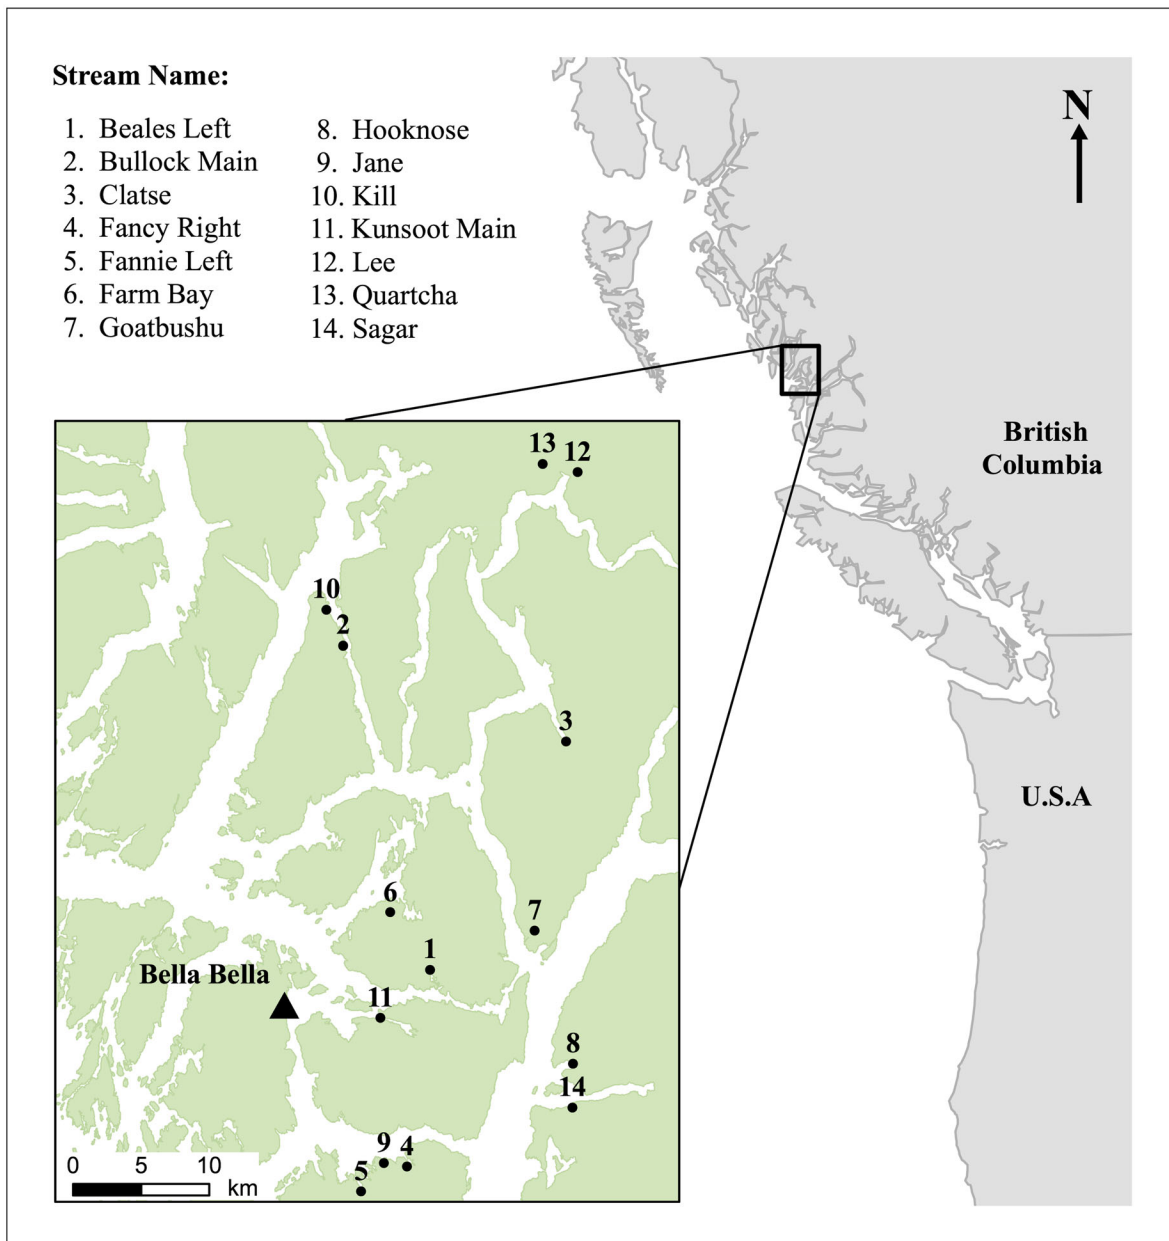 Stream Name:
1. Beales Left
2. Bullock Main
3. Clatse
4. Fancy Right
5. Fannie Left
6. Farm Bay
7. Goatbushu
8. Hooknose
9. Jane
10. Kill
11. Kunsoot Main
12. Lee
13. Quartcha
14. Sagar
N
British
Columbia
U.S.A
13
12
10
2
3
6
7
1
Bella Bella
11
8
14
9
4
5
0 5 10
km